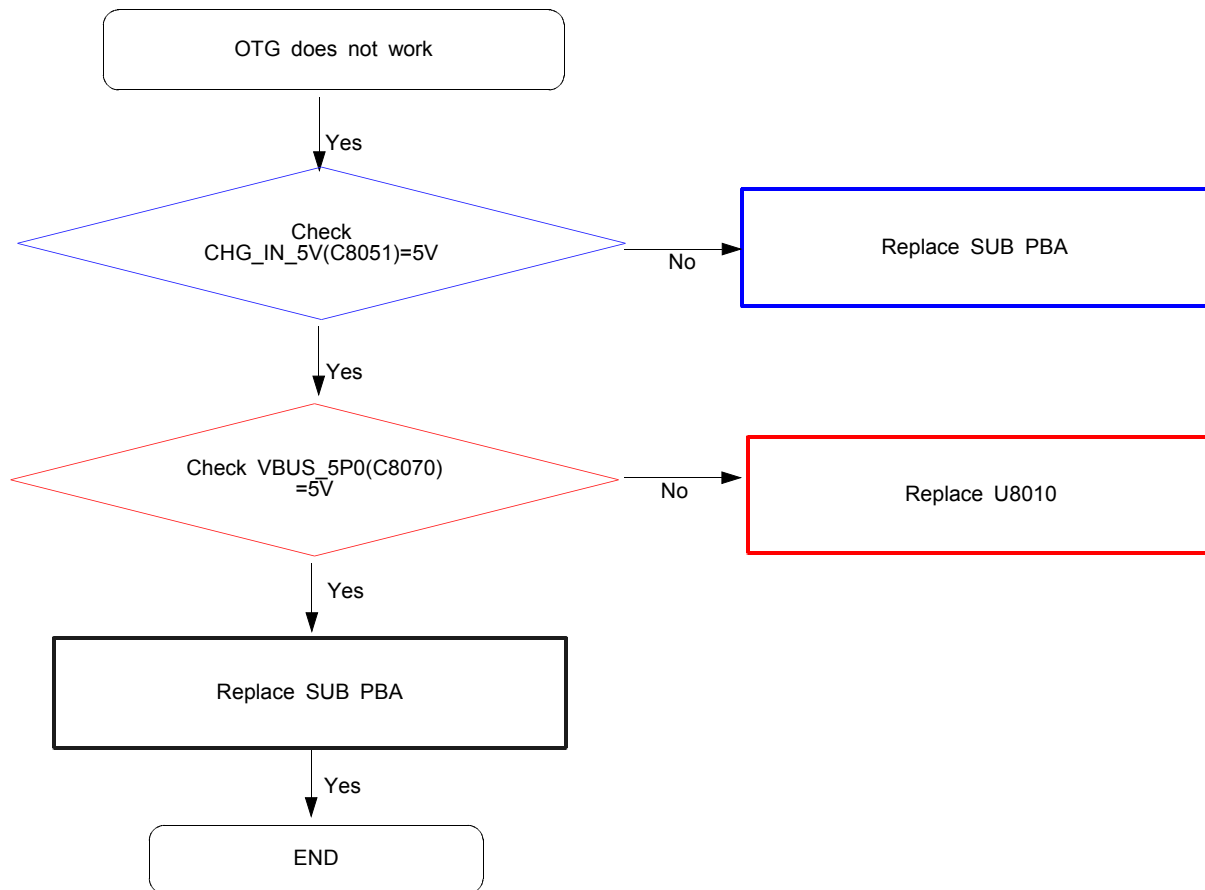 OTG does not work
Yes
Check
CHG_IN_5V(C8051)=5V
No
Replace SUB PBA
Yes
Check VBUS_5P0(C8070)
=5V
No
Replace U8010
Yes
Replace SUB PBA
Yes
END